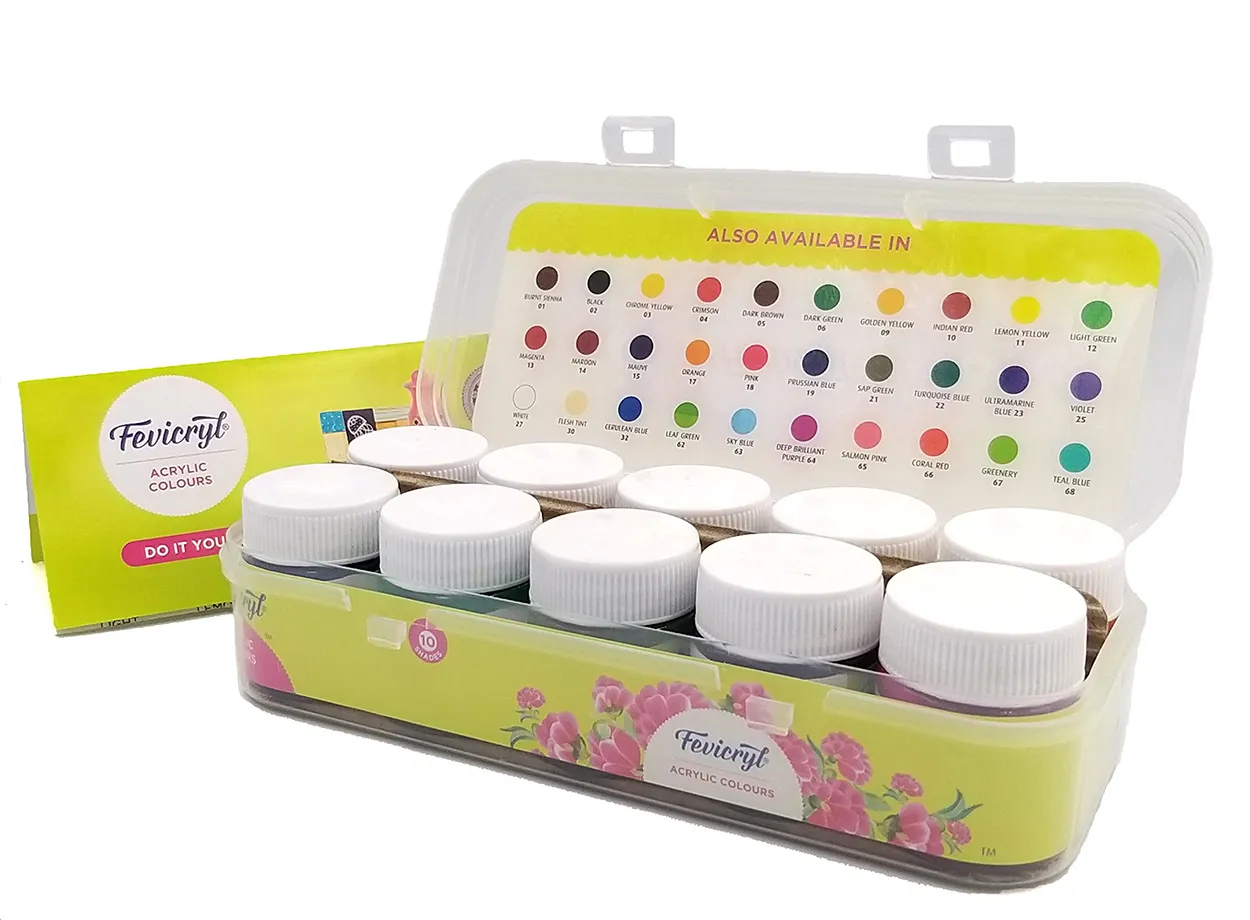 ALSO AVAILABLE IN
BURNT SIENNA
01
BLACK
02
CHROME YELLOW
03
CRIMSON
04
DARK BROWN
05
DARK GREEN
06
GOLDEN YELLOW
09
INDIAN RED
10
LEMON YELLOW
11
LIGHT GREEN
12
MAGENTA
13
MAROON
14
MAUVE
15
ORANGE
17
PINK
18
PRUSSIAN BLUE
19
SAP GREEN
21
TURQUOISE BLUE
22
ULTRAMARINE
BLUE 23
VIOLET
25
WHITE
27
FLESH TINT
30
CERULEAN BLUE
32
LEAF GREEN
62
SKY BLUE
63
DEEP BRILLIANT
PURPLE 64
SALMON PINK
65
CORAL RED
66
GREENERY
67
TEAL BLUE
68
Fevicryl®
ACRYLIC
COLOURS
DO IT YOU
10
SHADES
Fevicryl®
ACRYLIC COLOURS
TM